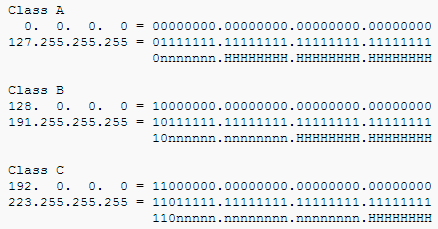 Class A
  0.  0.  0.  0 = 00000000.00000000.00000000.00000000
127.255.255.255 = 01111111.11111111.11111111.11111111
                  0nnnnnnn.HHHHHHHH.HHHHHHHH.HHHHHHHH
Class B
128.  0.  0.  0 = 10000000.00000000.00000000.00000000
191.255.255.255 = 10111111.11111111.11111111.11111111
                  10nnnnnn.nnnnnnnn.HHHHHHHH.HHHHHHHH
Class C
192.  0.  0.  0 = 11000000.00000000.00000000.00000000
223.255.255.255 = 11011111.11111111.11111111.11111111
                  110nnnnn.nnnnnnnn.nnnnnnnn.HHHHHHHH